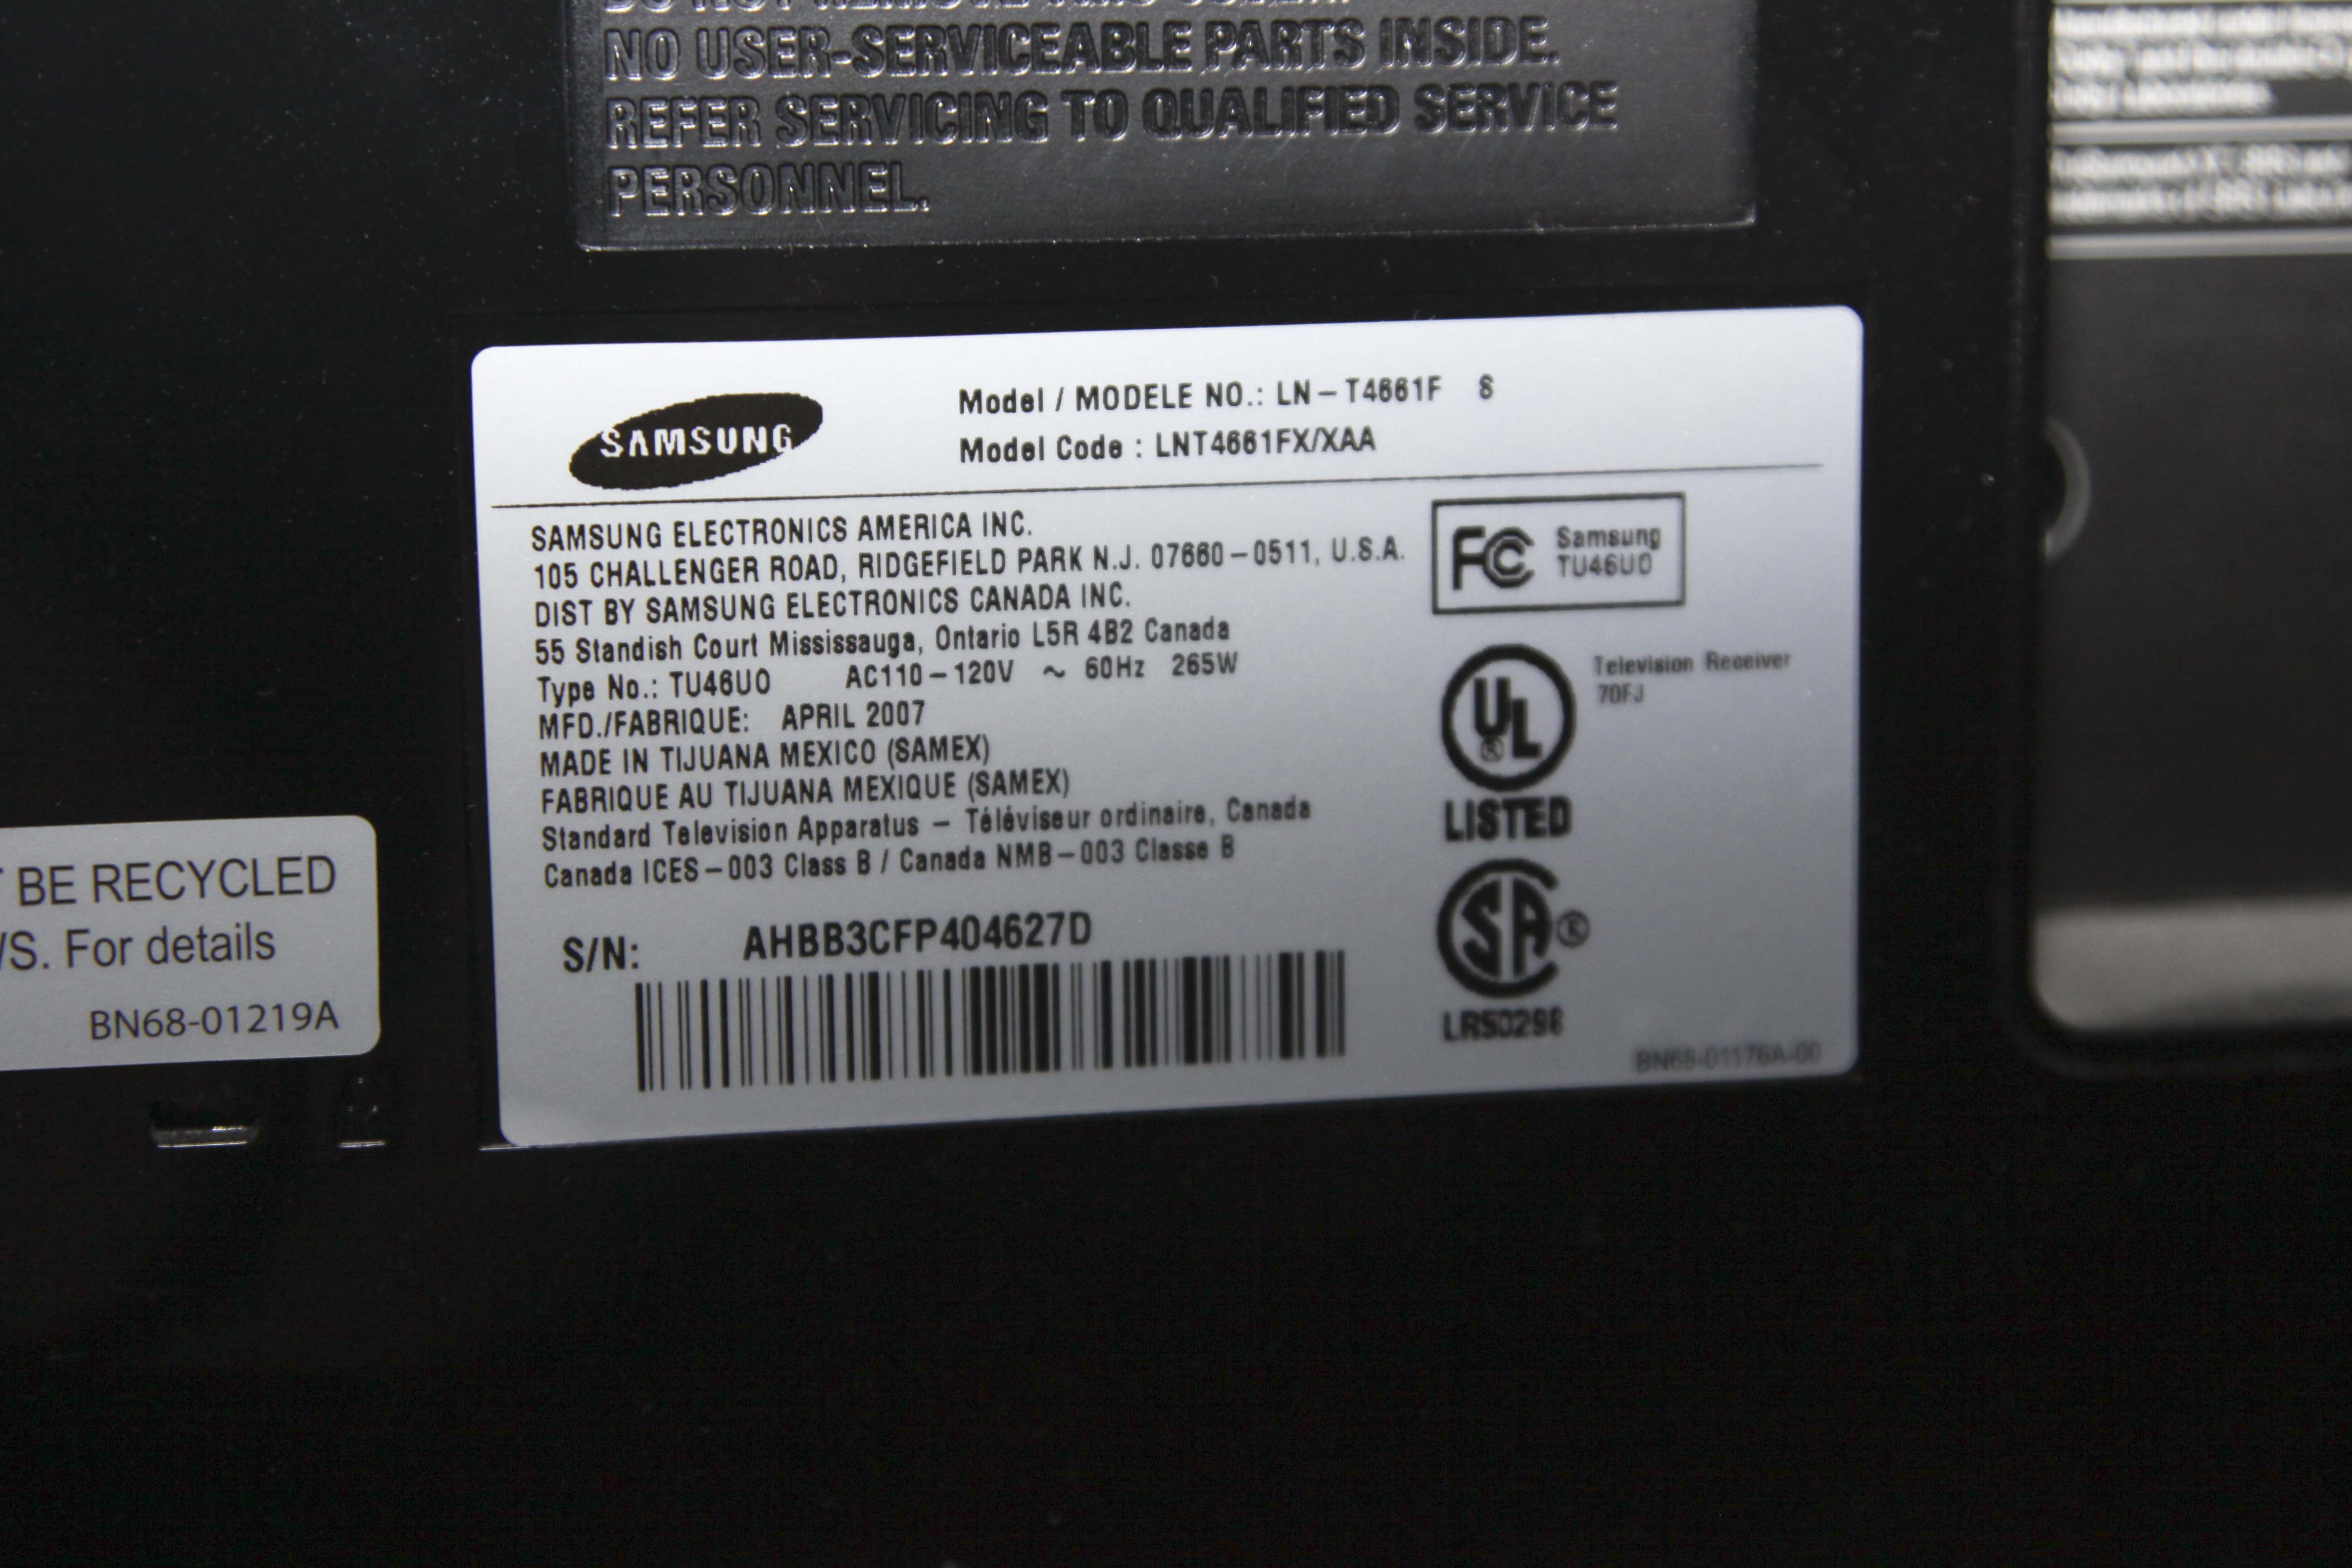 NO USER-SERVICEABLE PARTS INSIDE.
REFER SERVICING TO QUALIFIED SERVICE
PERSONNEL.
SAMSUNG
Model / MODELE NO.: LN-T4661F S
Model Code : LNT4661FX/XAA
SAMSUNG ELECTRONICS AMERICA INC.
105 CHALLENGER ROAD, RIDGEFIELD PARK N.J. 07660-0511, U.S.A.
DIST BY SAMSUNG ELECTRONICS CANADA INC.
55 Standish Court Mississauga, Ontario L5R 4B2 Canada
Type No.: TU46U0 AC110-120V ~ 60Hz 265W
MFD./FABRIQUE: APRIL 2007
MADE IN TIJUANA MEXICO (SAMEX)
FABRIQUE AU TIJUANA MEXIQUE (SAMEX)
Standard Television Apparatus - Téléviseur ordinaire, Canada
Canada ICES-003 Class B / Canada NMB-003 Classe B
S/N: AHBB3CFP404627D
FC Samsung
TU46U0
UL ® Television Receiver
70FJ
LISTED
SA ®
LR50298
BN68-01176A-00
BE RECYCLED
S. For details
BN68-01219A